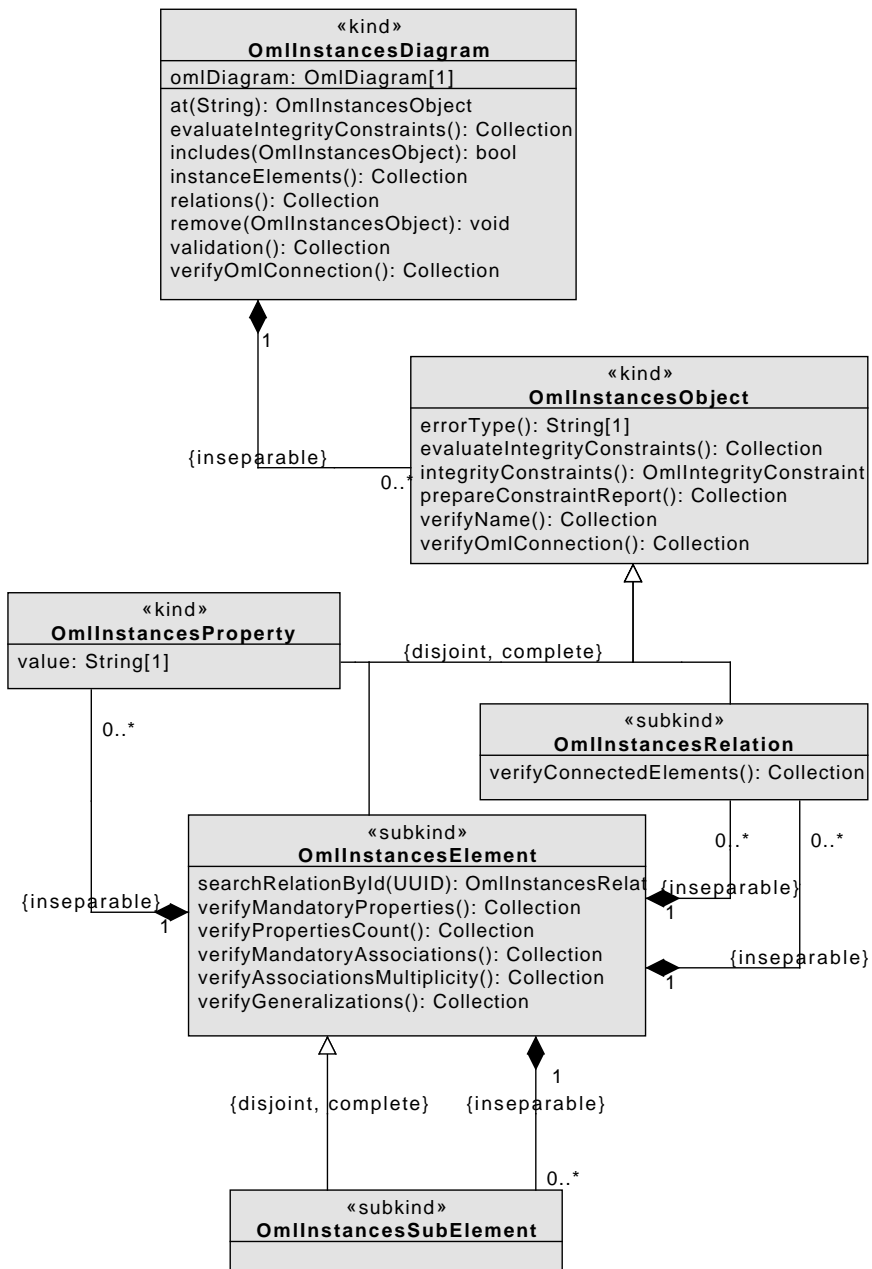 «kind»
OmlInstancesDiagram
omlDiagram: OmlDiagram[1]
at(String): OmlInstancesObject
evaluateIntegrityConstraints(): Collection
includes(OmlInstancesObject): bool
instanceElements(): Collection
relations(): Collection
remove(OmlInstancesObject): void
validation(): Collection
verifyOmlConnection(): Collection
1
{inseparable}
0..*
«kind»
OmlInstancesObject
errorType(): String[1]
evaluateIntegrityConstraints(): Collection
integrityConstraints(): OmlIntegrityConstraint
prepareConstraintReport(): Collection
verifyName(): Collection
verifyOmlConnection(): Collection
«kind»
OmlInstancesProperty
value: String[1]
{disjoint, complete}
0..*
«subkind»
OmlInstancesRelation
verifyConnectedElements(): Collection
0..*
0..*
«subkind»
OmlInstancesElement
searchRelationById(UUID): OmlInstancesRelat
verifyMandatoryProperties(): Collection
verifyPropertiesCount(): Collection
verifyMandatoryAssociations(): Collection
verifyAssociationsMultiplicity(): Collection
verifyGeneralizations(): Collection
{inseparable}
1
{inseparable}
1
{inseparable}
1
{disjoint, complete}
1
{inseparable}
0..*
«subkind»
OmlInstancesSubElement